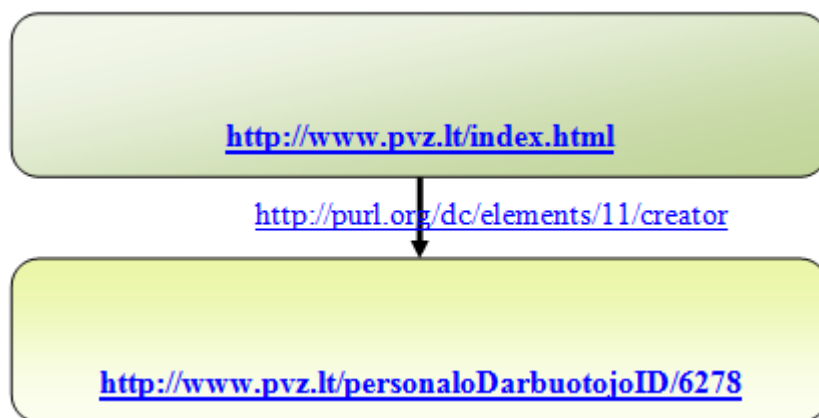 http://www.pvz.lt/index.html
http://purl.org/dc/elements/11/creator
http://www.pvz.lt/personaloDarbuotojoID/6278